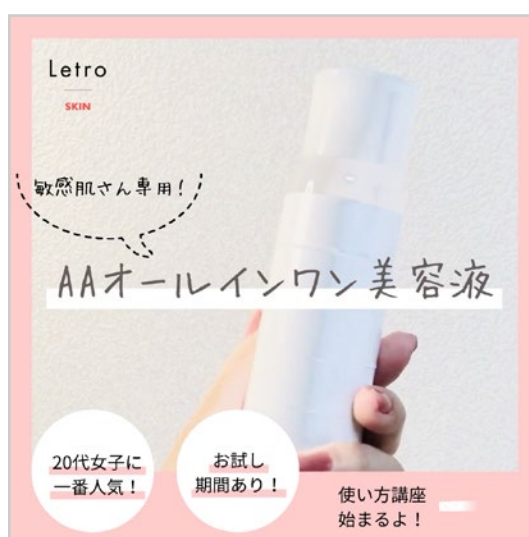 Letro
SKIN
敏感肌さん専用！
AAオールインワン美容液
20代女子に
一番人気！
お試し
期間あり！
使い方講座
始まるよ！